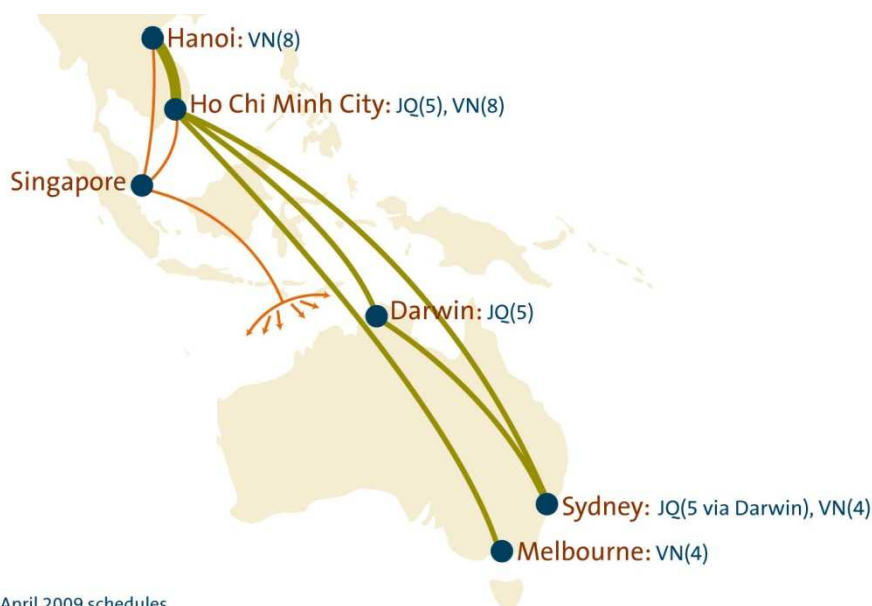 Hanoi: VN(8)
Ho Chi Minh City: JQ(5), VN(8)
Singapore
Darwin: JQ(5)
Sydney: JQ(5 via Darwin), VN(4)
Melbourne: VN(4)
April 2009 schedules